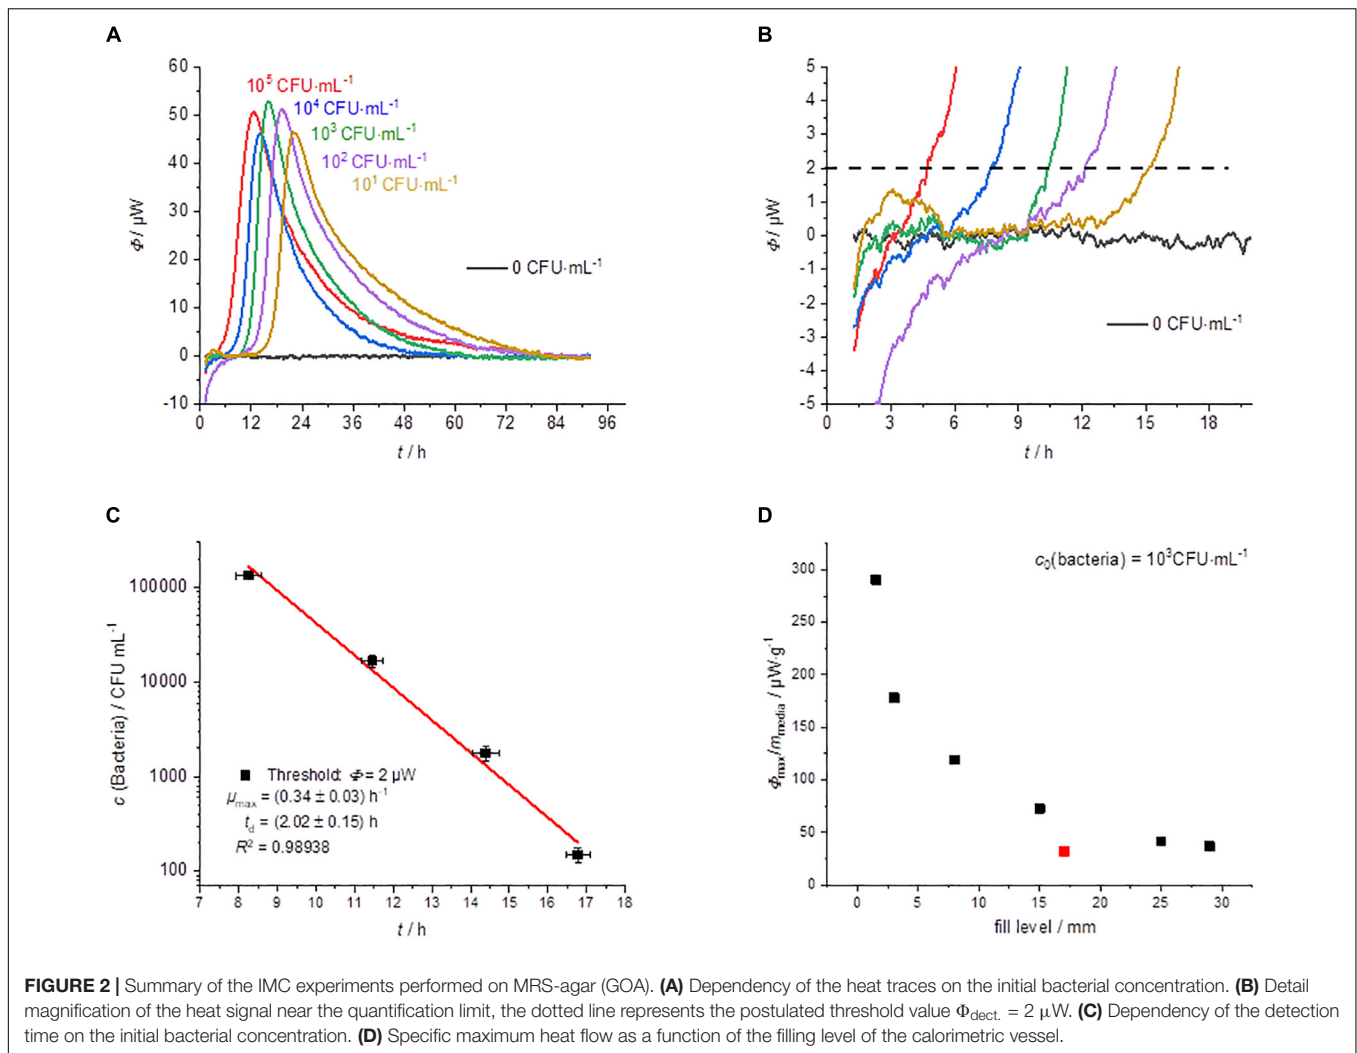 A
60
50
40
30
20
10
0
-10
Φ / µW
10⁵ CFU·mL⁻¹
10⁴ CFU·mL⁻¹
10³ CFU·mL⁻¹
10² CFU·mL⁻¹
10¹ CFU·mL⁻¹
0 CFU·mL⁻¹
0 12 24 36 48 60 72 84 96
t / h
B
5
4
3
2
2
1
0
-1
-2
-3
-4
-5
Φ / µW
0 CFU·mL⁻¹
0 3 6 9 12 15 18
t / h
C
100000
10000
1000
100
c (Bacteria) / CFU mL⁻¹
Threshold: Φ = 2 µW
µmax = (0.34 ± 0.03) h⁻¹
td = (2.02 ± 0.15) h
R² = 0.98938
7 8 9 10 11 12 13 14 15 16 17 18
t / h
D
c₀(bacteria) = 10³CFU·mL⁻¹
300
250
200
150
100
50
0
Φmax/mmedia / µW·g⁻¹
0 5 10 15 20 25 30
fill level / mm
FIGURE 2 | Summary of the IMC experiments performed on MRS-agar (GOA). (A) Dependency of the heat traces on the initial bacterial concentration. (B) Detail
magnification of the heat signal near the quantification limit, the dotted line represents the postulated threshold value Φdect. = 2 µW. (C) Dependency of the detection
time on the initial bacterial concentration. (D) Specific maximum heat flow as a function of the filling level of the calorimetric vessel.